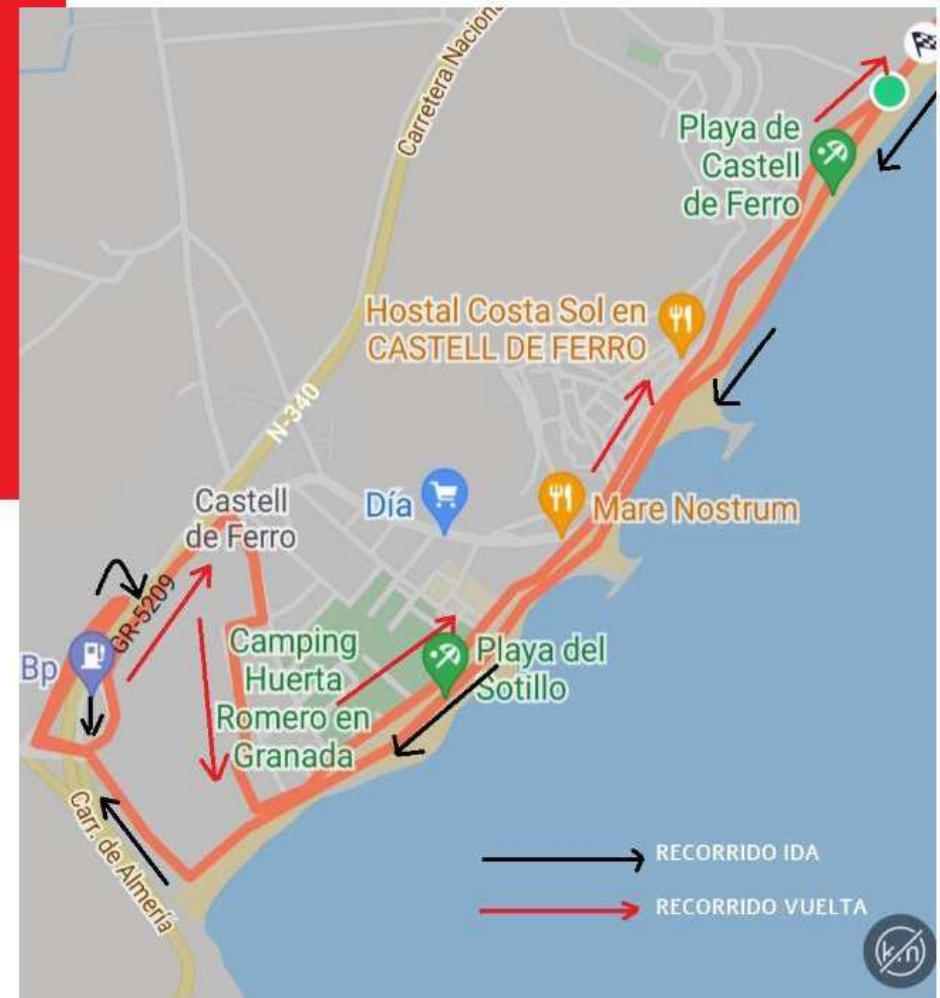 Carretera Nacion
Playa de
Castell
de Ferro
Hostal Costa Sol en
CASTELL DE FERRO
N-340
Castell
de Ferro
Día
Mare Nostrum
GR-5209
Bp
Camping
Huerta
Romero en
Granada
Playa del
Sotillo
Carr. de Almería
RECORRIDO IDA
RECORRIDO VUELTA
km